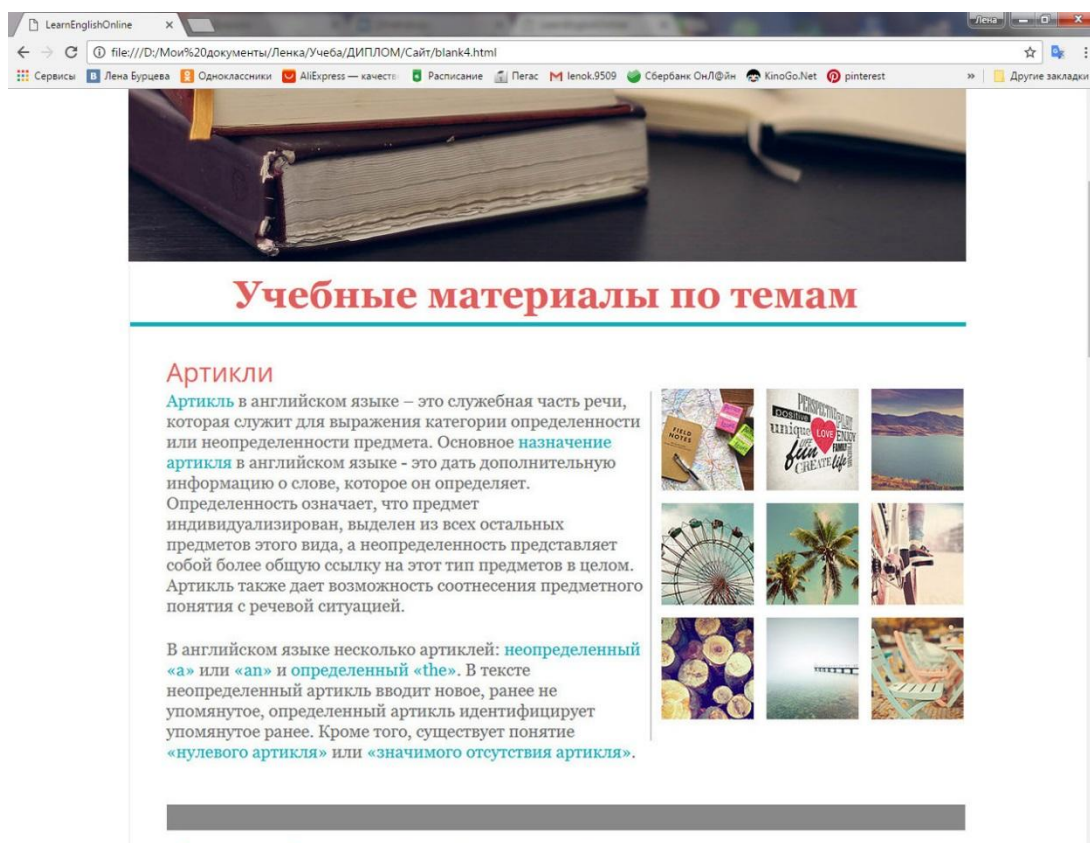 LearnEnglishOnline
Лена
file:///D:/Мои%20документы/Ленка/Учеба/ДИПЛОМ/Сайт/blank4.html
Сервисы Лена Бурцева Одноклассники AliExpress — качеств Расписание Пегас lenok.9509 Сбербанк ОнЛ@йн KinoGo.Net pinterest » Другие закладки
Учебные материалы по темам
Артикли
Артикль в английском языке – это служебная часть речи,
которая служит для выражения категории определенности
или неопределенности предмета. Основное назначение
артикля в английском языке - это дать дополнительную
информацию о слове, которое он определяет.
Определенность означает, что предмет
индивидуализирован, выделен из всех остальных
предметов этого вида, а неопределенность представляет
собой более общую ссылку на этот тип предметов в целом.
Артикль также дает возможность соотнесения предметного
понятия с речевой ситуацией.
В английском языке несколько артиклей: неопределенный
«a» или «an» и определенный «the». В тексте
неопределенный артикль вводит новое, ранее не
упомянутое, определенный артикль идентифицирует
упомянутое ранее. Кроме того, существует понятие
«нулевого артикля» или «значимого отсутствия артикля».
FIELD
NOTES
positive
unique LOVE ENJOY
fun FAMILY
CREATE life